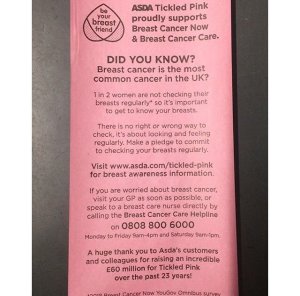 be
your
breast
friend
ASDA Tickled Pink
proudly supports
Breast Cancer Now
& Breast Cancer Care.
DID YOU KNOW?
Breast cancer is the most
common cancer in the UK?
1 in 2 women are not checking their
breasts regularly* so it's important
to get to know your breasts.
There is no right or wrong way to
check, it's about looking and feeling
regularly. Make a pledge to commit
to checking your breasts regularly.
Visit www.asda.com/tickled-pink
for breast awareness information.
If you are worried about breast cancer,
visit your GP as soon as possible, or
speak to a breast care nurse directly by
calling the Breast Cancer Care Helpline
on 0808 800 6000
Monday to Friday 9am-4pm and Saturday 9am-1pm.
A huge thank you to Asda's customers
and colleagues for raising an incredible
£60 million for Tickled Pink
over the past 23 years!
Breast Cancer Now YouGov Omnibus survey